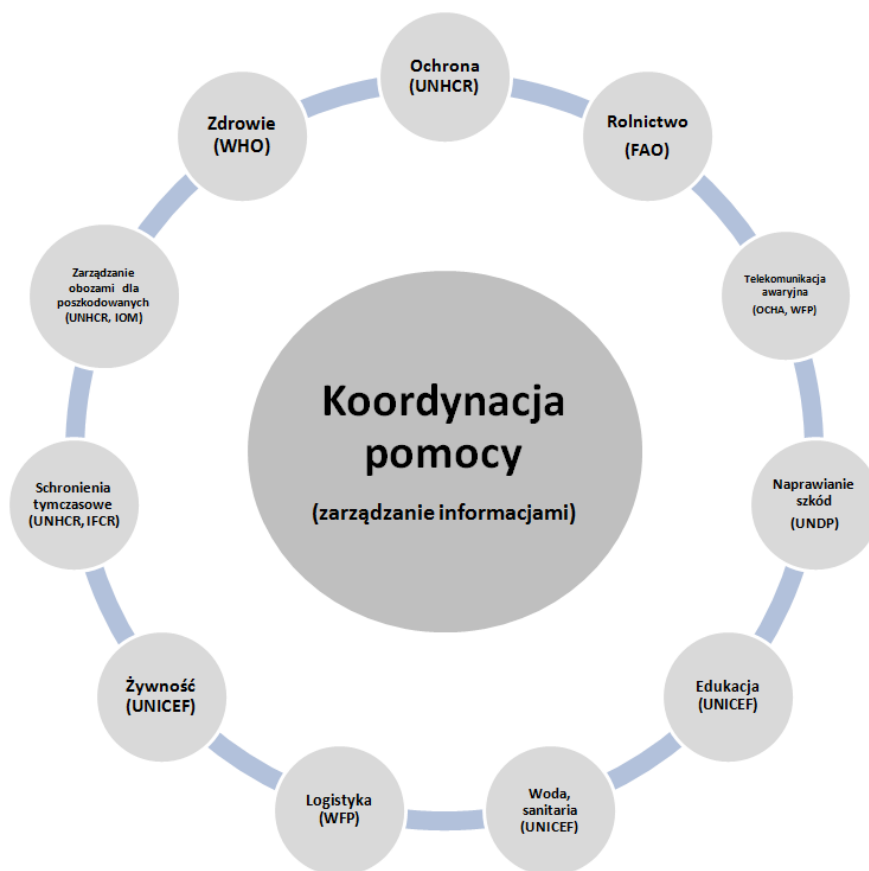 Ochrona
(UNHCR)
Rolnictwo
(FAO)
Telekomunikacja
awaryjna
(OCHA, WFP)
Naprawianie
szkód
(UNDP)
Edukacja
(UNICEF)
Woda,
sanitaria
(UNICEF)
Logistyka
(WFP)
Żywność
(UNICEF)
Schronienia
tymczasowe
(UNHCR, IFCR)
Zarządzanie
obozami dla
poszkodowanych
(UNHCR, IOM)
Zdrowie
(WHO)
Koordynacja
pomocy
(zarządzanie informacjami)